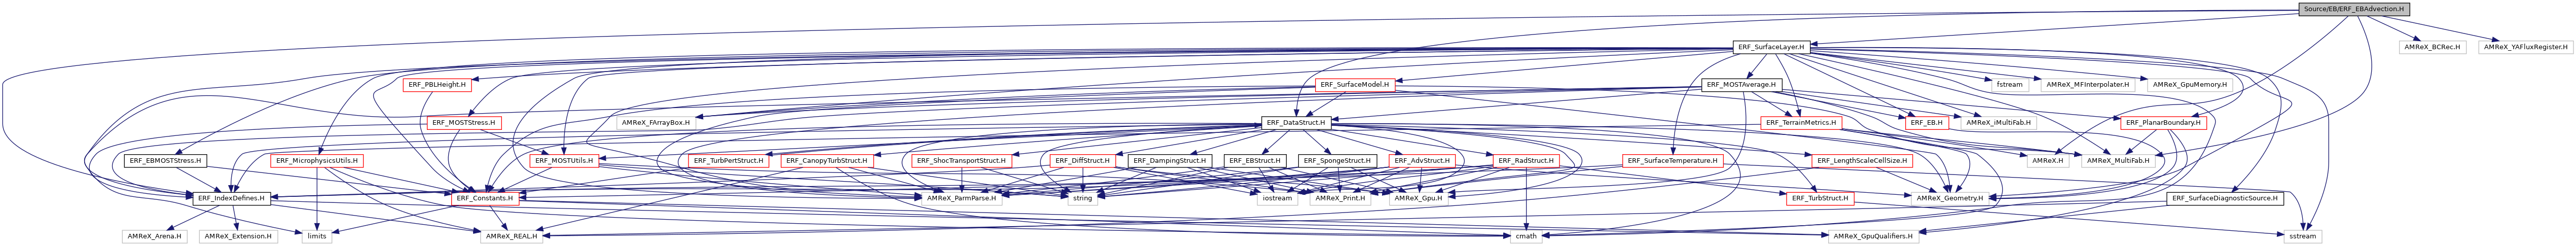 Source/EB/ERF_EBAdvection.H
ERF_SurfaceLayer.H
AMReX_BCRec.H
AMReX_YAFluxRegister.H
ERF_PBLHeight.H
ERF_SurfaceModel.H
ERF_MOSTAverage.H
fstream
AMReX_MFInterpolater.H
AMReX_GpuMemory.H
ERF_MOSTStress.H
AMReX_FArrayBox.H
ERF_DataStruct.H
ERF_TerrainMetrics.H
ERF_EB.H
AMReX_iMultiFab.H
ERF_PlanarBoundary.H
ERF_EBMOSTStress.H
ERF_MicrophysicsUtils.H
ERF_MOSTUtils.H
ERF_TurbPertStruct.H
ERF_CanopyTurbStruct.H
ERF_ShocTransportStruct.H
ERF_DiffStruct.H
ERF_DampingStruct.H
ERF_EBStruct.H
ERF_SpongeStruct.H
ERF_AdvStruct.H
ERF_RadStruct.H
ERF_SurfaceTemperature.H
ERF_LengthScaleCellSize.H
AMReX.H
AMReX_MultiFab.H
ERF_IndexDefines.H
ERF_Constants.H
AMReX_ParmParse.H
string
iostream
AMReX_Print.H
AMReX_Gpu.H
ERF_TurbStruct.H
AMReX_Geometry.H
ERF_SurfaceDiagnosticSource.H
AMReX_Arena.H
AMReX_Extension.H
limits
AMReX_REAL.H
cmath
AMReX_GpuQualifiers.H
sstream